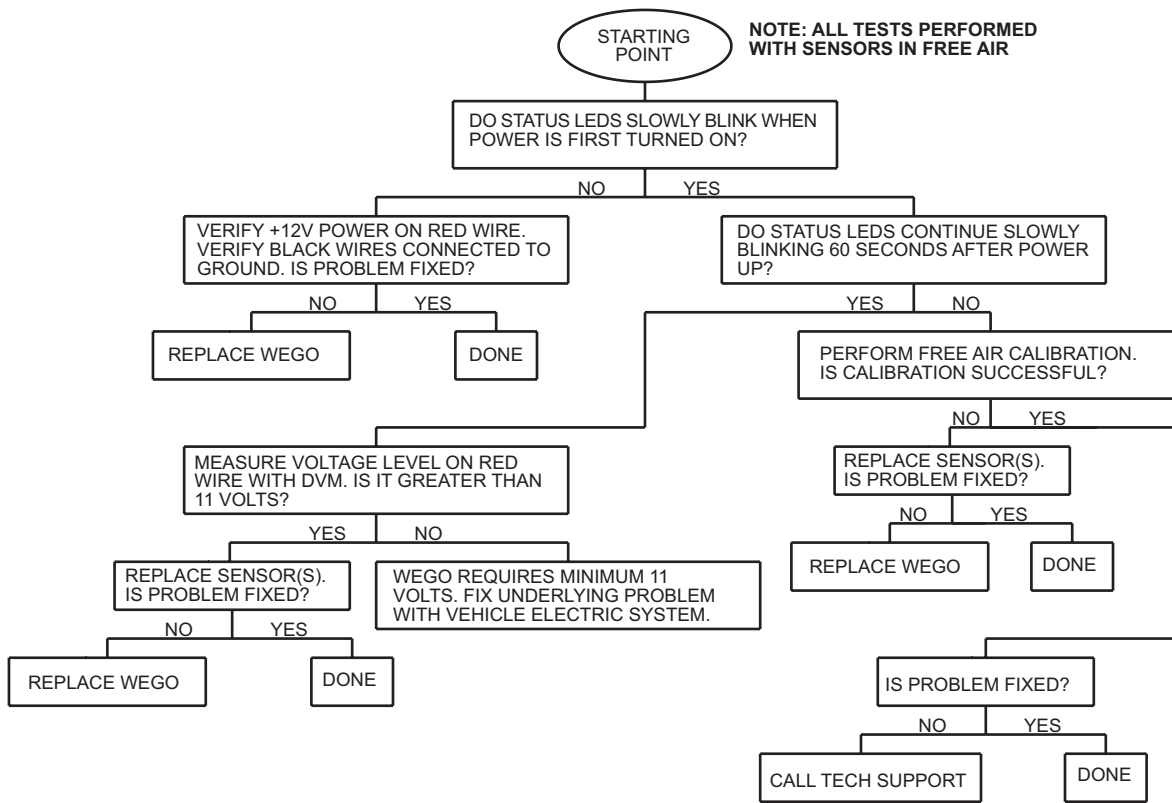 STARTING
POINT
NOTE: ALL TESTS PERFORMED
WITH SENSORS IN FREE AIR
DO STATUS LEDS SLOWLY BLINK WHEN
POWER IS FIRST TURNED ON?
NO
YES
VERIFY +12V POWER ON RED WIRE.
VERIFY BLACK WIRES CONNECTED TO
GROUND. IS PROBLEM FIXED?
DO STATUS LEDS CONTINUE SLOWLY
BLINKING 60 SECONDS AFTER POWER
UP?
NO
YES
YES
NO
REPLACE WEGO
DONE
PERFORM FREE AIR CALIBRATION.
IS CALIBRATION SUCCESSFUL?
NO
YES
MEASURE VOLTAGE LEVEL ON RED
WIRE WITH DVM. IS IT GREATER THAN
11 VOLTS?
REPLACE SENSOR(S).
IS PROBLEM FIXED?
YES
NO
NO
YES
REPLACE SENSOR(S).
IS PROBLEM FIXED?
WEGO REQUIRES MINIMUM 11
VOLTS. FIX UNDERLYING PROBLEM
WITH VEHICLE ELECTRIC SYSTEM.
REPLACE WEGO
DONE
NO
YES
REPLACE WEGO
DONE
IS PROBLEM FIXED?
NO
YES
CALL TECH SUPPORT
DONE